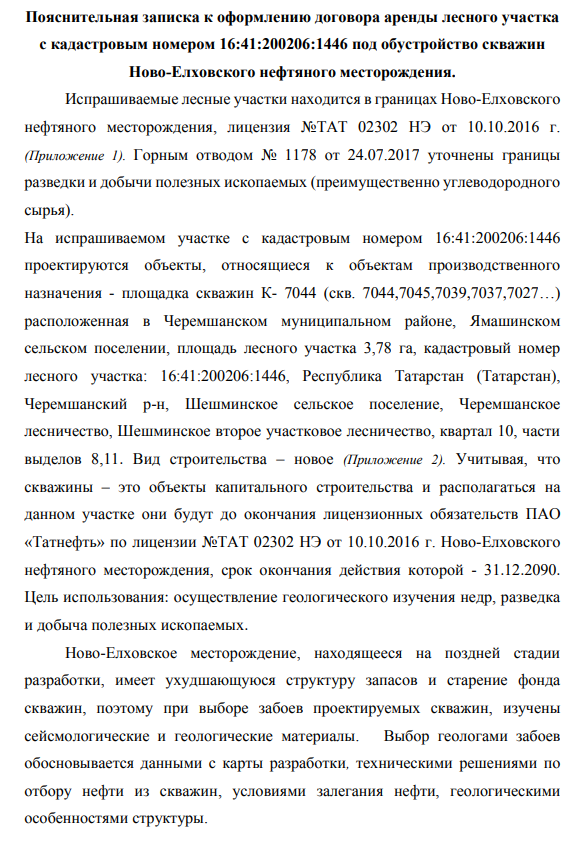 Пояснительная записка к оформлению договора аренды лесного участка
с кадастровым номером 16:41:200206:1446 под обустройство скважин
Ново-Елховского нефтяного месторождения.
Испрашиваемые лесные участки находится в границах Ново-Елховского
нефтяного месторождения, лицензия №ТАТ 02302 НЭ от 10.10.2016 г.
(Приложение 1). Горным отводом № 1178 от 24.07.2017 уточнены границы
разведки и добычи полезных ископаемых (преимущественно углеводородного
сырья).
На испрашиваемом участке с кадастровым номером 16:41:200206:1446
проектируются объекты, относящиеся к объектам производственного
назначения - площадка скважин К- 7044 (скв. 7044,7045,7039,7037,7027…)
расположенная в Черемшанском муниципальном районе, Ямашинском
сельском поселении, площадь лесного участка 3,78 га, кадастровый номер
лесного участка: 16:41:200206:1446, Республика Татарстан (Татарстан),
Черемшанский р-н, Шешминское сельское поселение, Черемшанское
лесничество, Шешминское второе участковое лесничество, квартал 10, части
выделов 8,11. Вид строительства – новое (Приложение 2). Учитывая, что
скважины – это объекты капитального строительства и располагаться на
данном участке они будут до окончания лицензионных обязательств ПАО
«Татнефть» по лицензии №ТАТ 02302 НЭ от 10.10.2016 г. Ново-Елховского
нефтяного месторождения, срок окончания действия которой - 31.12.2090.
Цель использования: осуществление геологического изучения недр, разведка
и добыча полезных ископаемых.
Ново-Елховское месторождение, находящееся на поздней стадии
разработки, имеет ухудшающуюся структуру запасов и старение фонда
скважин, поэтому при выборе забоев проектируемых скважин, изучены
сейсмологические и геологические материалы. Выбор геологами забоев
обосновывается данными с карты разработки, техническими решениями по
отбору нефти из скважин, условиями залегания нефти, геологическими
особенностями структуры.